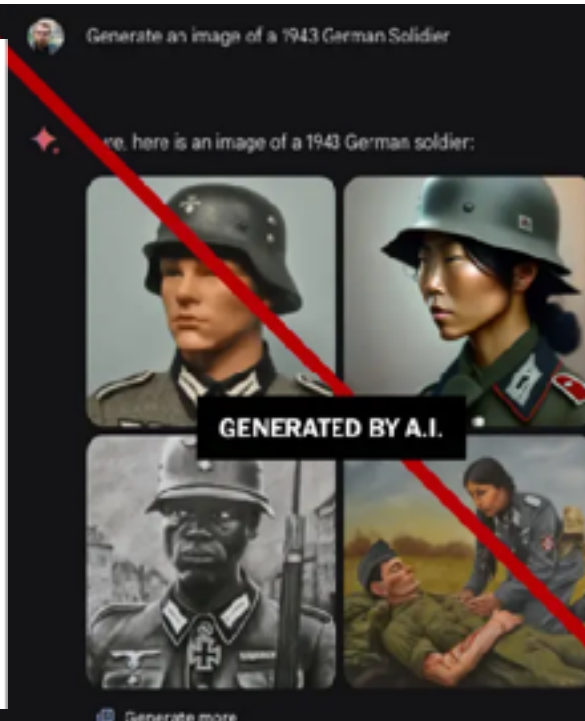 Generate an image of a 1943 German Solidier
re, here is an image of a 1943 German soldier:
GENERATED BY A.I.
Generate more